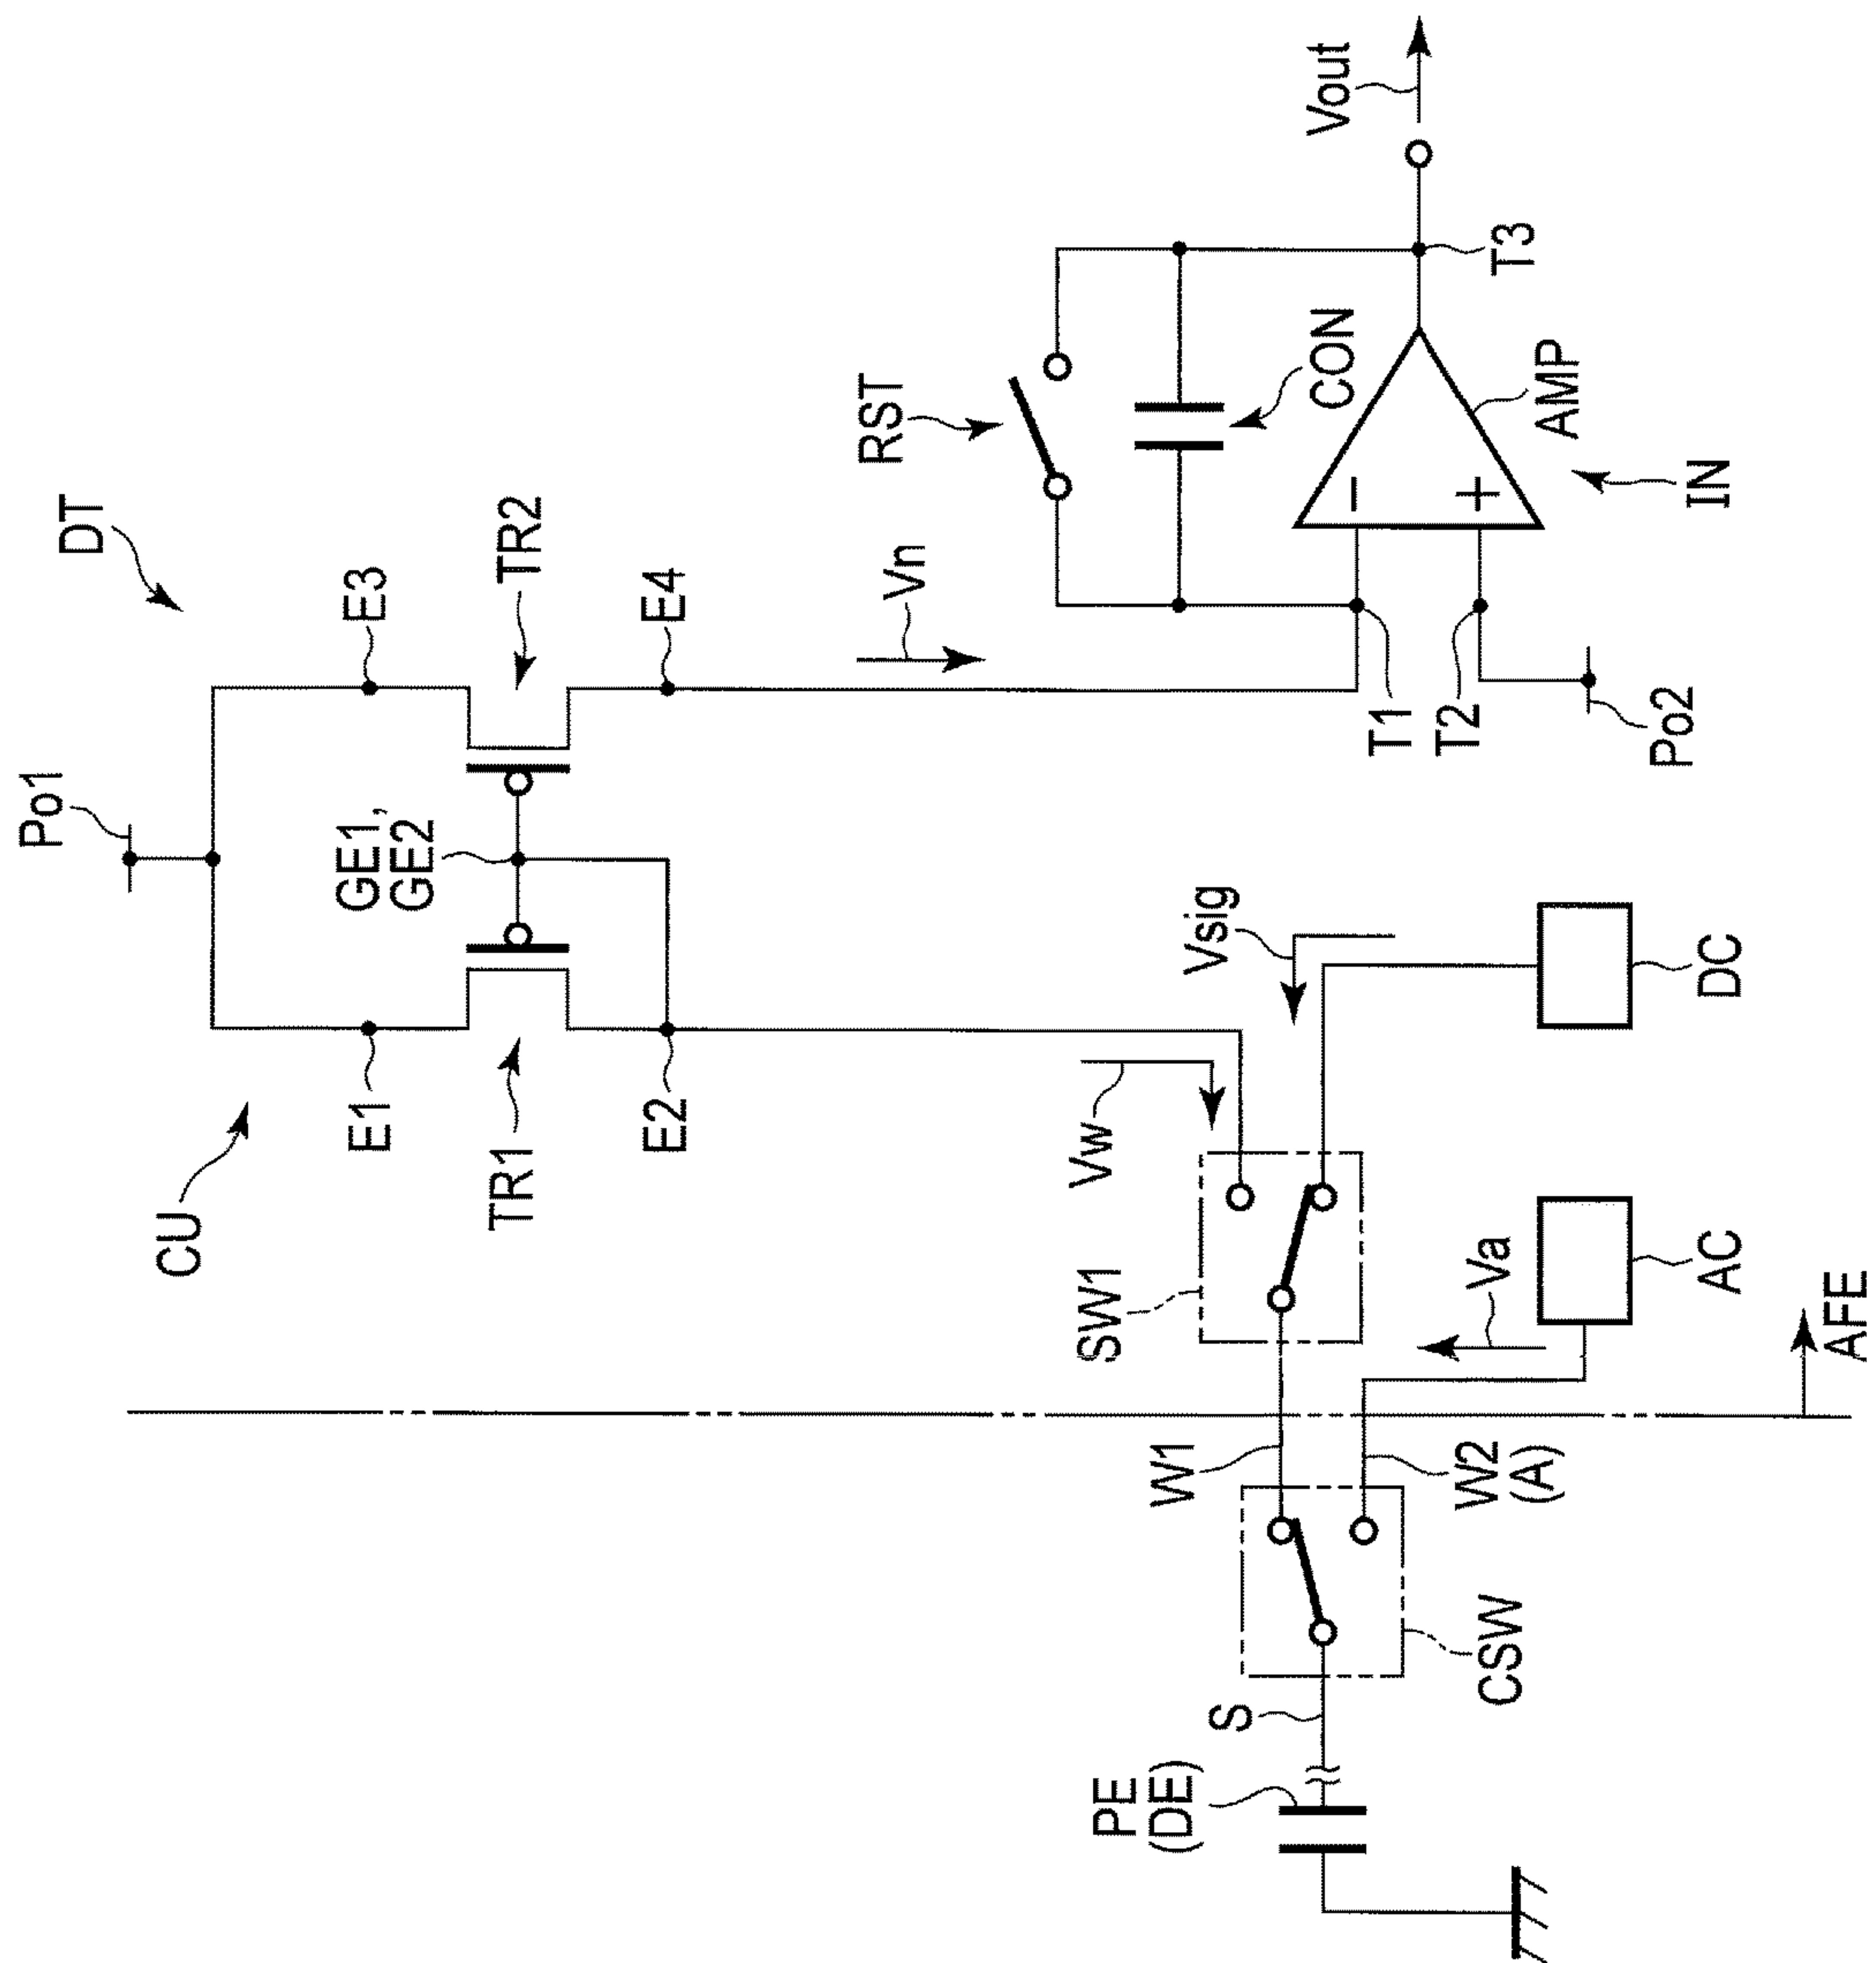 DT
CU
Po1
E1
E3
TR1
TR2
GE1,
GE2
E2
E4
Vn
RST
CON
Vout
T3
T1
T2
AMP
IN
Po2
Vw
Vsig
SW1
DC
AC
Va
AFE
W1
W2
(A)
CSW
S
PE
(DE)